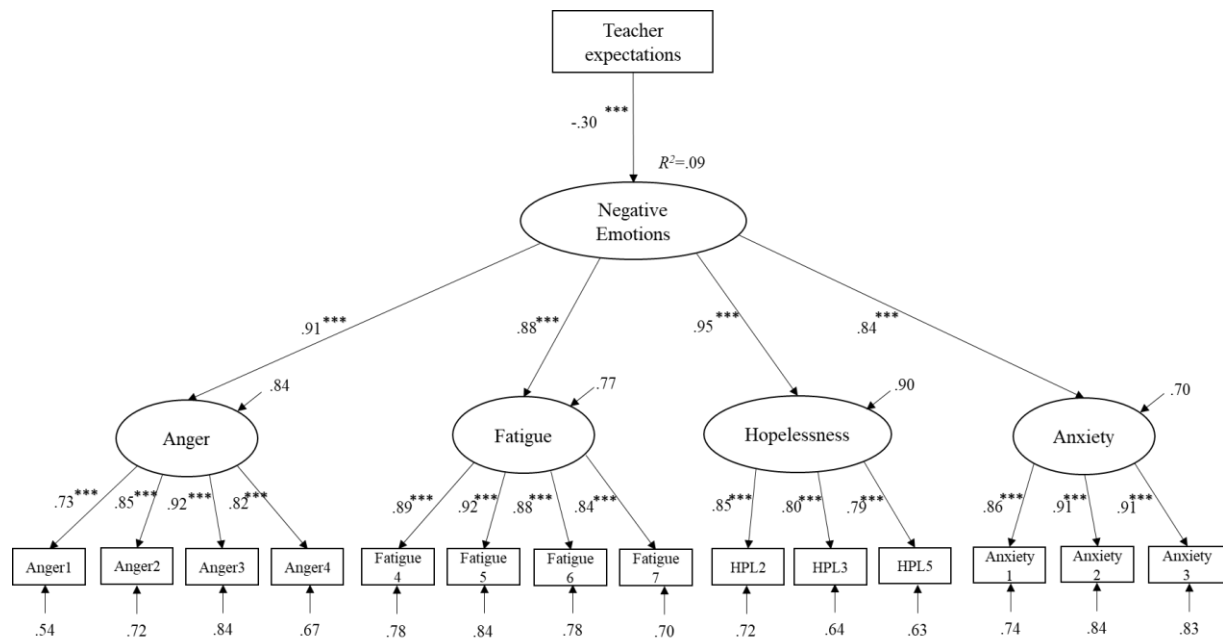 Teacher
expectations
-.30 ***
R²=.09
Negative
Emotions
.91*** .88*** .95*** .84***
.84 .77 .90 .70
Anger Fatigue Hopelessness Anxiety
.73*** .85*** .92*** .82*** .89*** .92*** .88*** .84*** .85*** .80*** .79*** .86*** .91*** .91***
Anger1 Anger2 Anger3 Anger4 Fatigue 4 Fatigue 5 Fatigue 6 Fatigue 7 HPL2 HPL3 HPL5 Anxiety 1 Anxiety 2 Anxiety 3
.54 .72 .84 .67 .78 .84 .78 .70 .72 .64 .63 .74 .84 .83